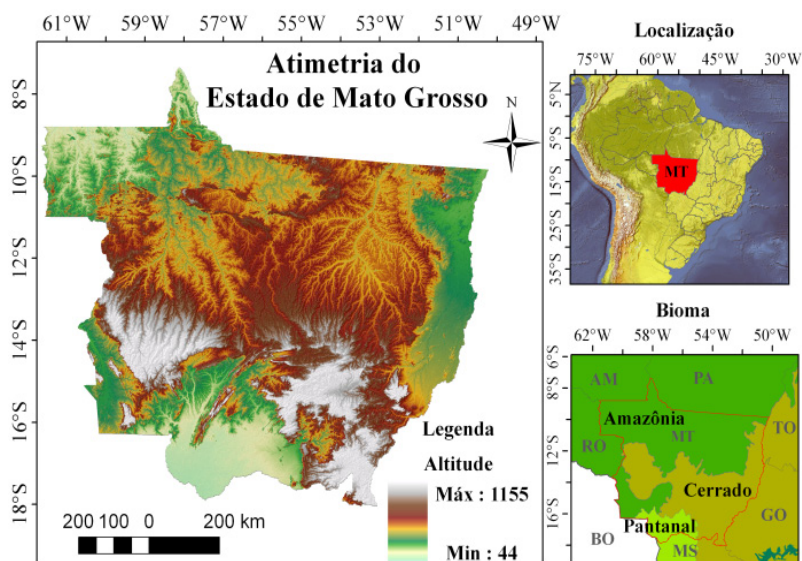 61°W 59°W 57°W 55°W 53°W 51°W 49°W
Atimetria do
Estado de Mato Grosso
N
8°S
10°S
12°S
14°S
16°S
18°S
Legenda
Altitude
Máx : 1155
Min : 44
200 100 0 200 km
Localização
75°W 60°W 45°W 30°W
5°N
5°S
15°S
25°S
35°S
MT
Bioma
62°W 58°W 54°W 50°W
6°S
AM PA
Amazônia
MT
TO
RO
12°S
Cerrado
16°S
Pantanal
GO
BO
MS